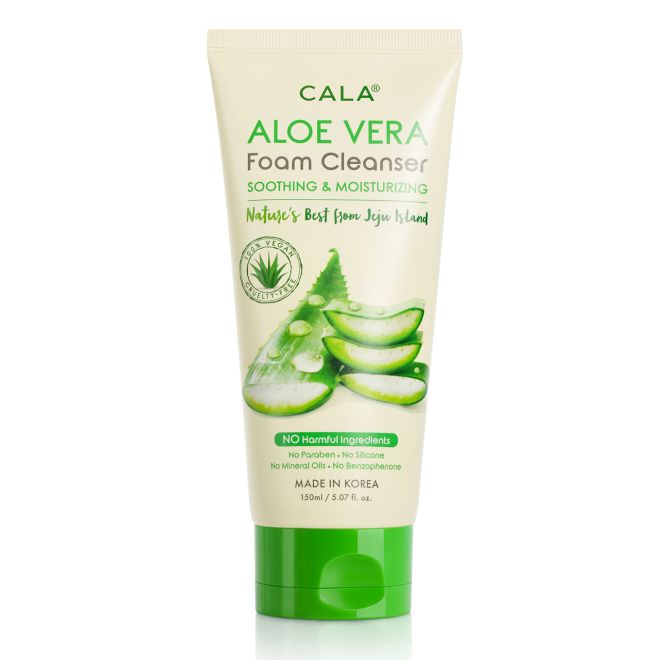 CALA®
ALOE VERA
Foam Cleanser
SOOTHING & MOISTURIZING
Nature's Best from Jeju Island
100% VEGAN
CRUELTY-FREE
NO Harmful Ingredients
No Paraben • No Silicone
No Mineral Oils • No Benzophenone
MADE IN KOREA
150ml / 5.07 fl. oz.